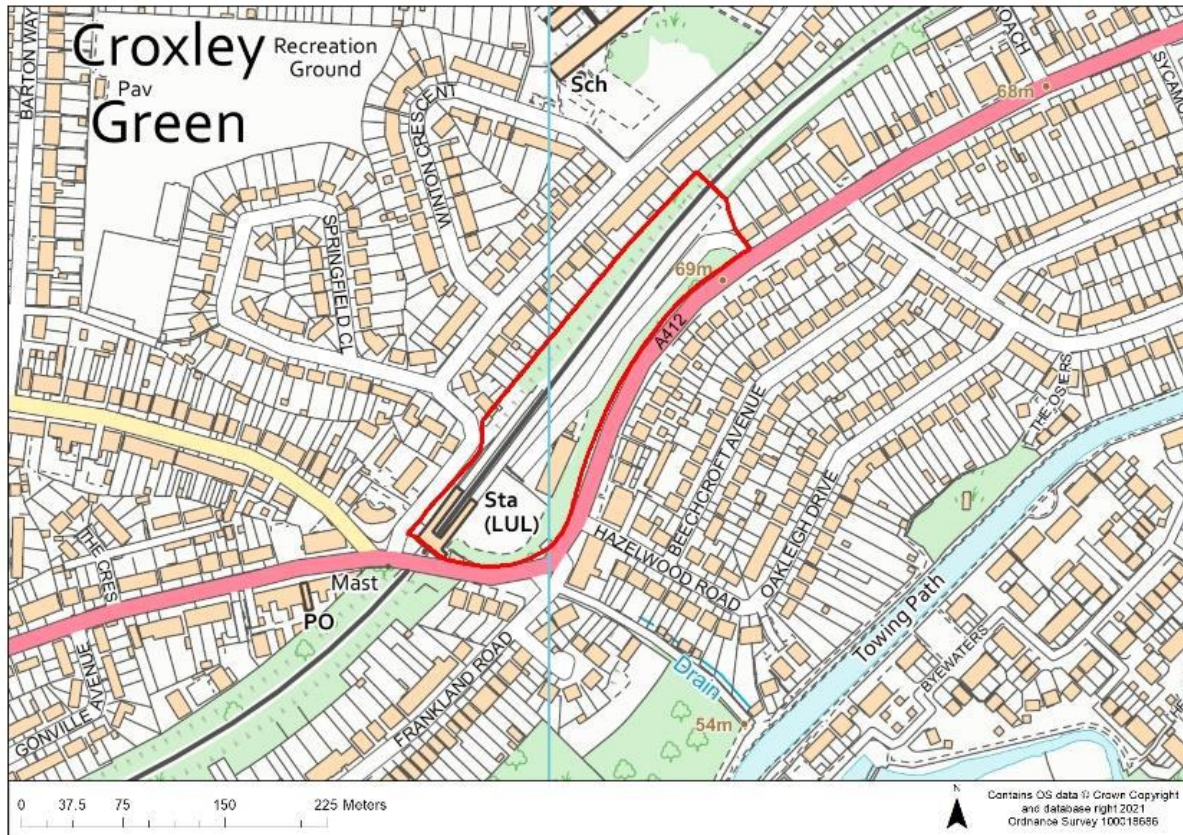 Croxley
Green
Recreation
Ground
BARTON WAY
Pav
WINTON CRESCENT
SPRINGFIELD CL
Sch
68m
69m
A412
Sta
(LUL)
BEECHCROFT AVENUE
OAKLEIGH DRIVE
HAZELWOOD ROAD
THE OSIERS
Towing Path
BYEWATERS
THE CRES
Mast
PO
GONVILLE AVENUE
FRANKLAND ROAD
Drain
54m
0 37.5 75 150 225 Meters
N
Contains OS data © Crown Copyright
and database right 2021
Ordnance Survey 100018686